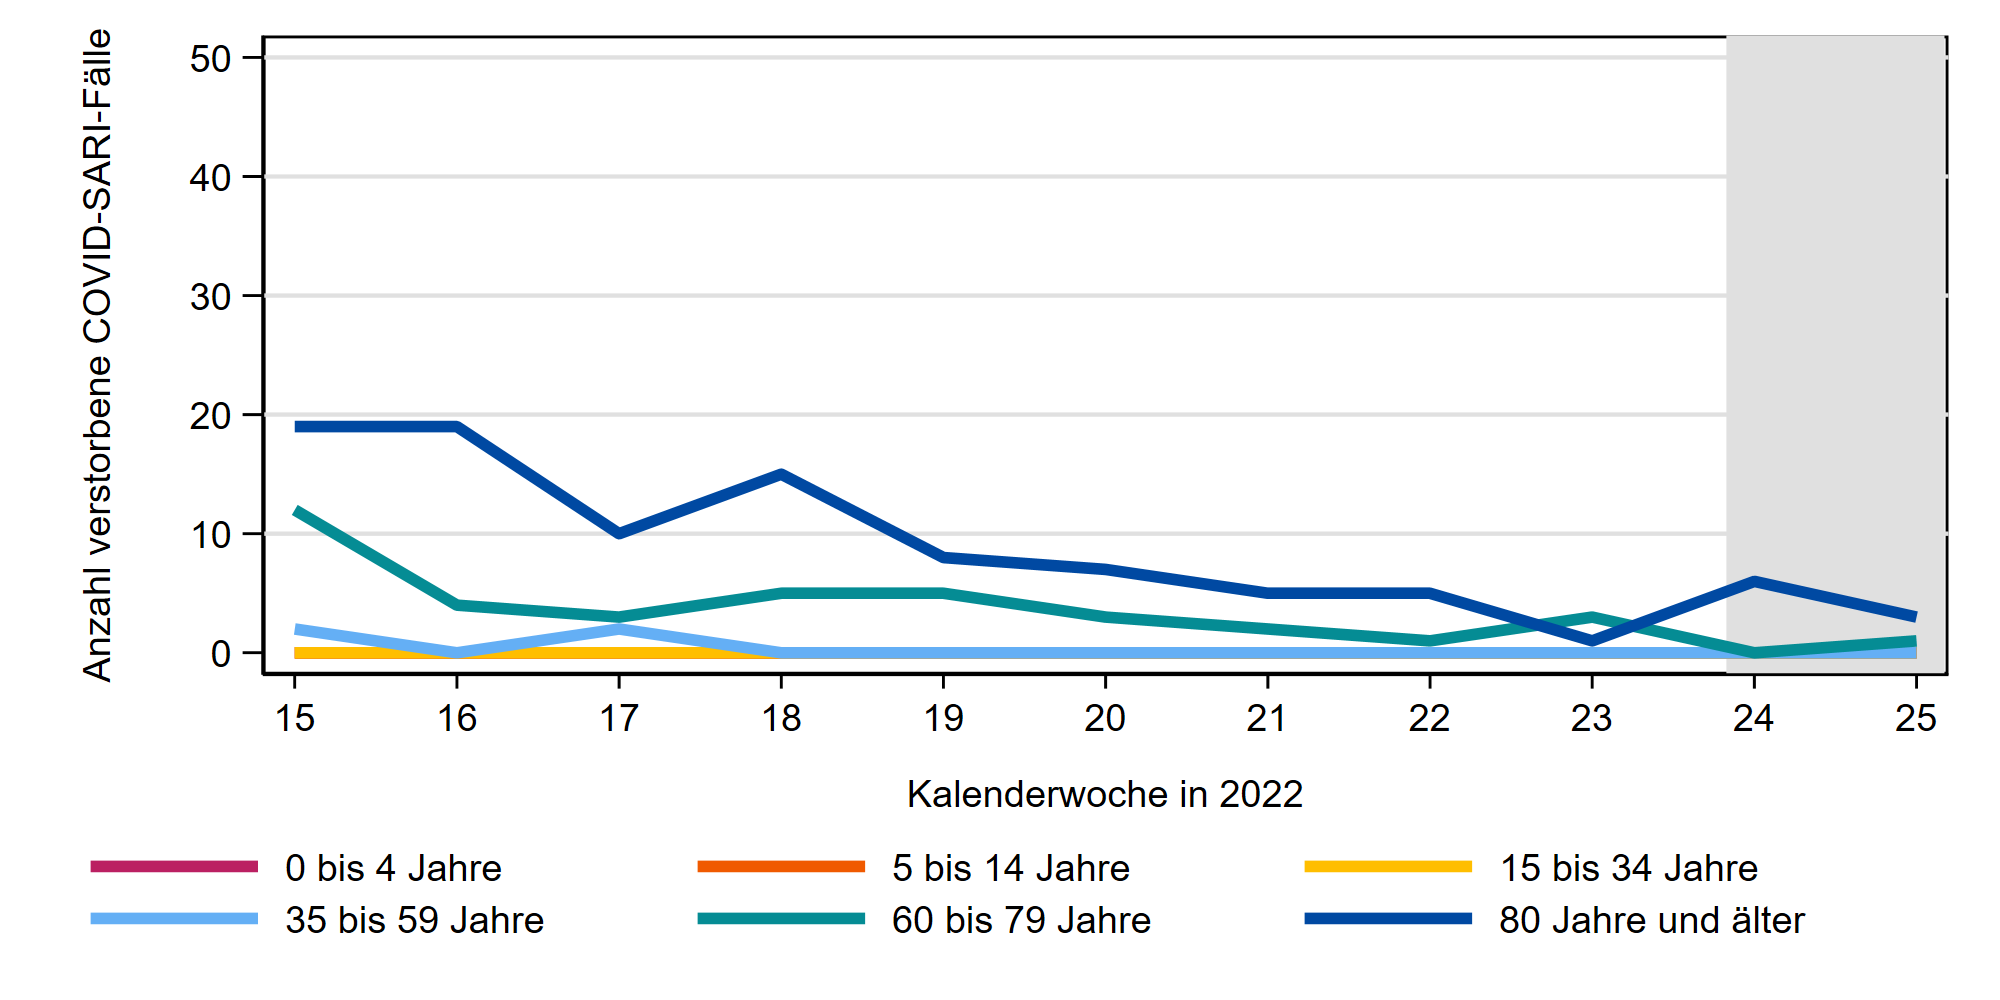 Anzahl verstorbene COVID-SARI-Fälle
50
40
30
20
10
0
15 16 17 18 19 20 21 22 23 24 25
Kalenderwoche in 2022
0 bis 4 Jahre 5 bis 14 Jahre 15 bis 34 Jahre
35 bis 59 Jahre 60 bis 79 Jahre 80 Jahre und älter